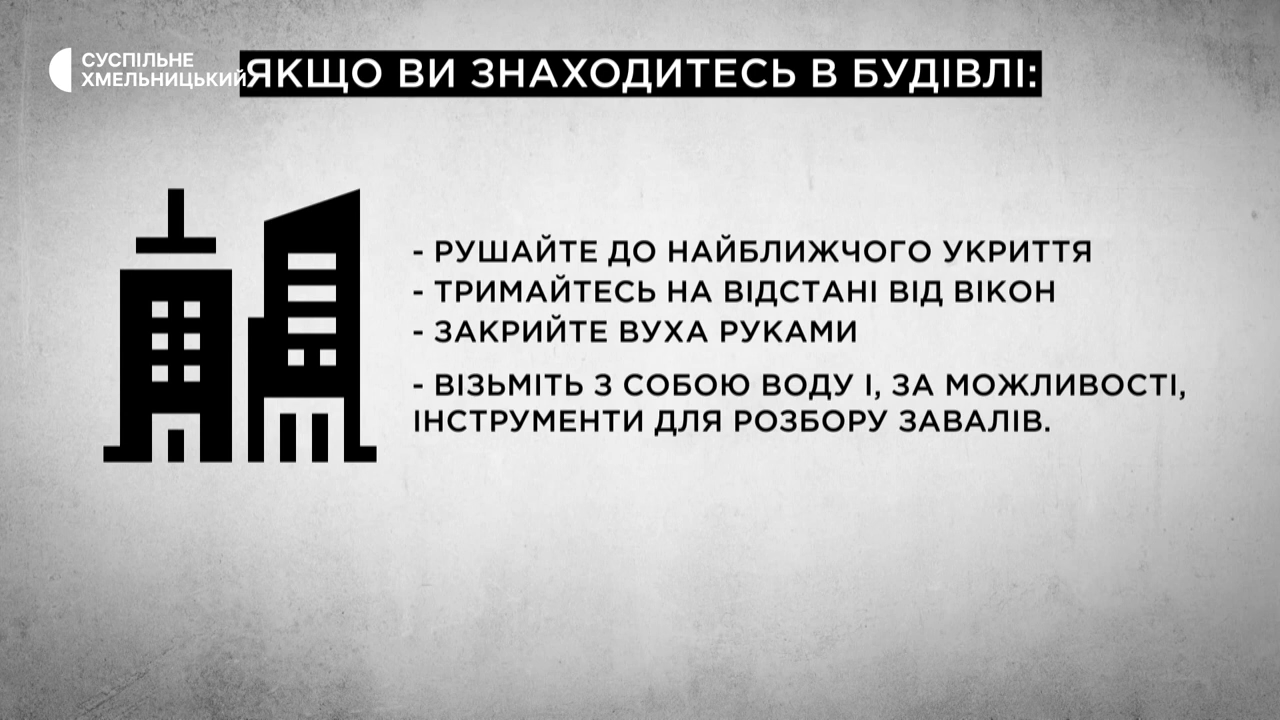 СУСПІЛЬНЕ
ХМЕЛЬНИЦЬКИЙ
ЯКЩО ВИ ЗНАХОДИТЕСЬ В БУДІВЛІ:
- РУШАЙТЕ ДО НАЙБЛИЖЧОГО УКРИТТЯ
- ТРИМАЙТЕСЬ НА ВІДСТАНІ ВІД ВІКОН
- ЗАКРИЙТЕ ВУХА РУКАМИ
- ВІЗЬМІТЬ З СОБОЮ ВОДУ І, ЗА МОЖЛИВОСТІ,
ІНСТРУМЕНТИ ДЛЯ РОЗБОРУ ЗАВАЛІВ.